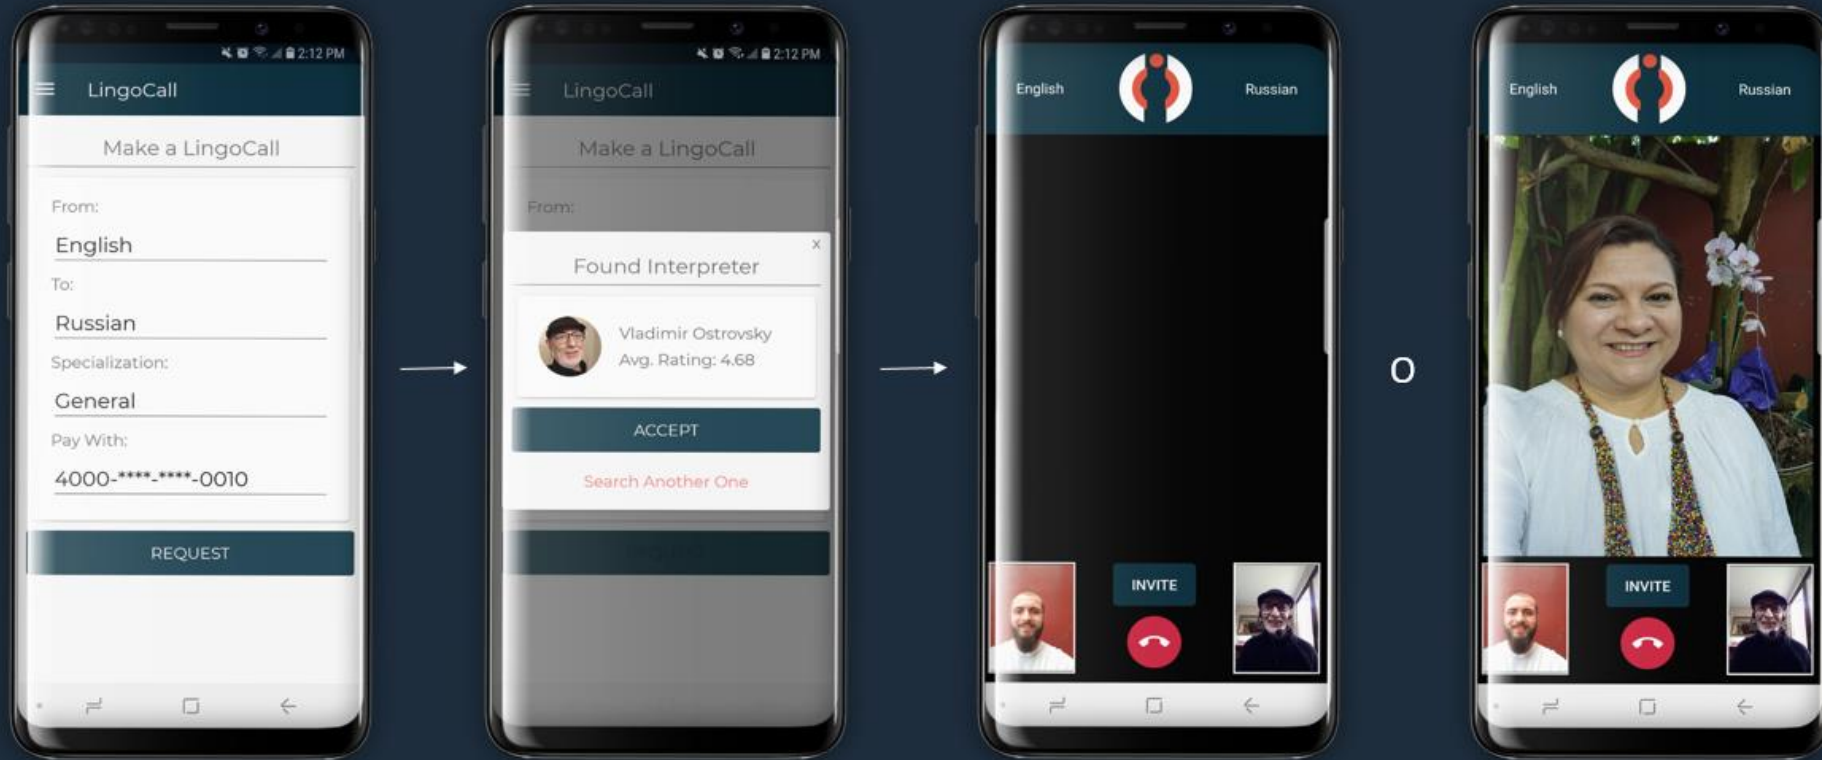 2:12 PM
LingoCall
Make a LingoCall
From:
English
To:
Russian
Specialization:
General
Pay With:
4000-****-****-0010
REQUEST
2:12 PM
LingoCall
Make a LingoCall
From:
x
Found Interpreter
Vladimir Ostrovsky
Avg. Rating: 4.68
ACCEPT
Search Another One
English
Russian
INVITE
o
English
Russian
INVITE